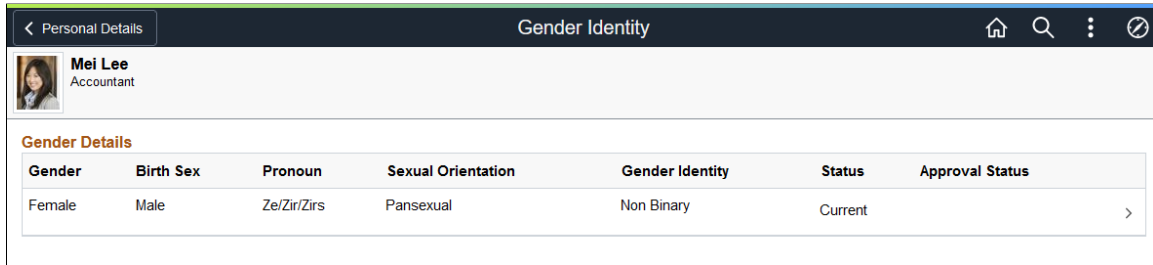 Personal Details
Gender Identity
Mei Lee
Accountant
Gender Details
Gender Birth Sex Pronoun Sexual Orientation Gender Identity Status Approval Status
Female Male Ze/Zir/Zirs Pansexual Non Binary Current